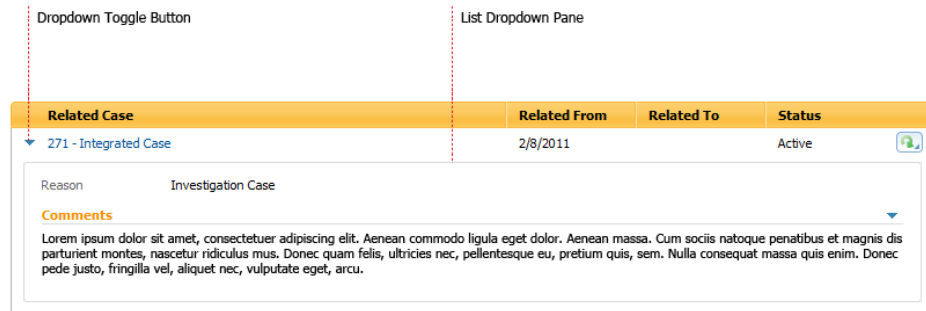 Dropdown Toggle Button List Dropdown Pane
Related Case Related From Related To Status
271 - Integrated Case 2/8/2011 Active
Reason Investigation Case
Comments
Lorem ipsum dolor sit amet, consectetuer adipiscing elit. Aenean commodo ligula eget dolor. Aenean massa. Cum sociis natoque penatibus et magnis dis
parturient montes, nascetur ridiculus mus. Donec quam felis, ultricies nec, pellentesque eu, pretium quis, sem. Nulla consequat massa quis enim. Donec
pede justo, fringilla vel, aliquet nec, vulputate eget, arcu.